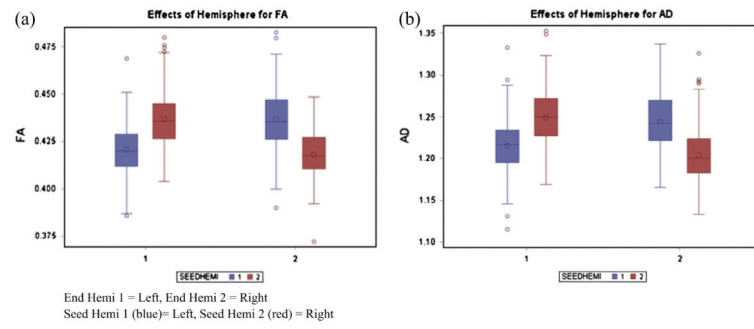 (a)
Effects of Hemisphere for FA
0.475
0.450
0.425
0.400
0.375
FA
1 2
SEEDHEMI 1 2
(b)
Effects of Hemisphere for AD
1.35
1.30
1.25
1.20
1.15
1.10
AD
1 2
SEEDHEMI 1 2
End Hemi 1 = Left, End Hemi 2 = Right
Seed Hemi 1 (blue)= Left, Seed Hemi 2 (red) = Right